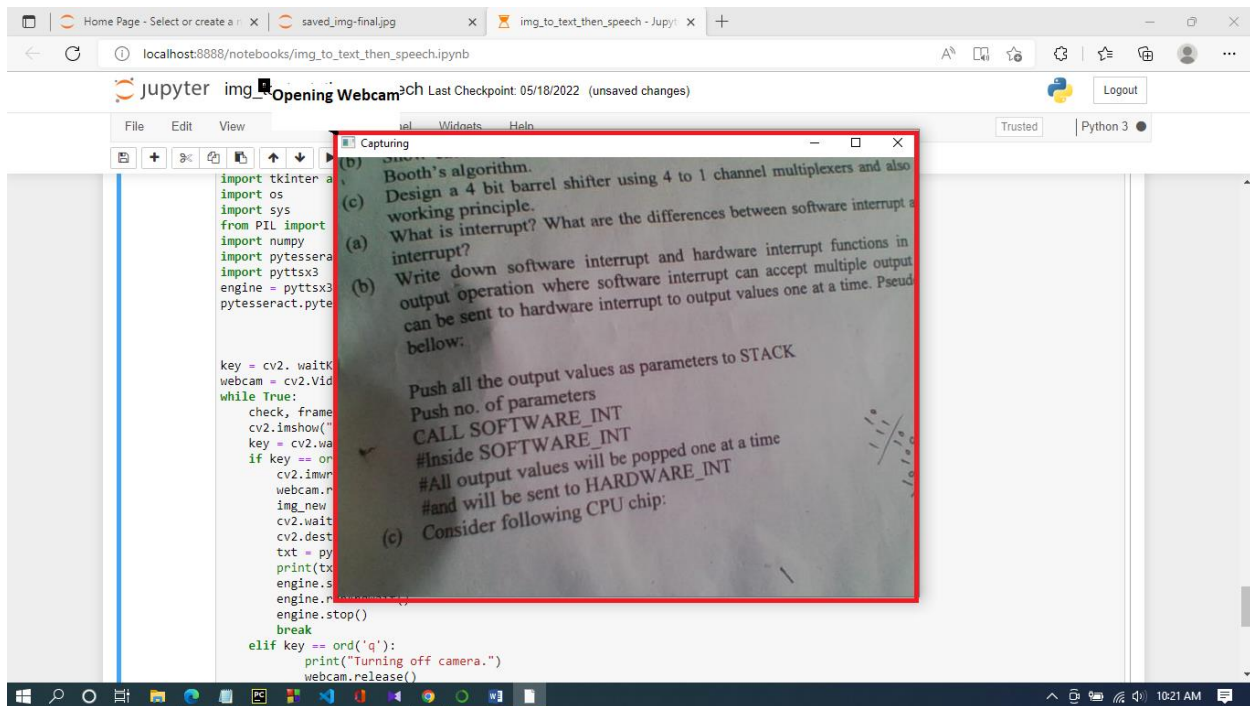 Home Page - Select or create a n
saved_img-final.jpg
img_to_text_then_speech - Jupyt
localhost:8888/notebooks/img_to_text_then_speech.ipynb
jupyter img_ ech Last Checkpoint: 05/18/2022 (unsaved changes)
Logout
Opening Webcam
File Edit View nel Widgets Help
Trusted
Python 3
Capturing
(b)
Booth's algorithm.
(c) Design a 4 bit barrel shifter using 4 to 1 channel multiplexers and also
working principle.
(a) What is interrupt? What are the differences between software interrupt a
interrupt?
(b) Write down software interrupt and hardware interrupt functions in
output operation where software interrupt can accept multiple output
can be sent to hardware interrupt to output values one at a time. Pseud
bellow:
Push all the output values as parameters to STACK
Push no. of parameters
CALL SOFTWARE_INT
#Inside SOFTWARE_INT
#All output values will be popped one at a time
#and will be sent to HARDWARE_INT
(c) Consider following CPU chip:
import tkinter a
import os
import sys
from PIL import
import numpy
import pytessera
import pyttsx3
engine = pyttsx3
pytesseract.pyte
key = cv2. waitK
webcam = cv2.Vid
while True:
check, frame
cv2.imshow("
key = cv2.wa
if key == or
cv2.imwr
webcam.r
img_new
cv2.wait
cv2.dest
txt = py
print(tx
engine.s
engine.r
engine.stop()
break
elif key == ord('q'):
print("Turning off camera.")
webcam.release()
10:21 AM